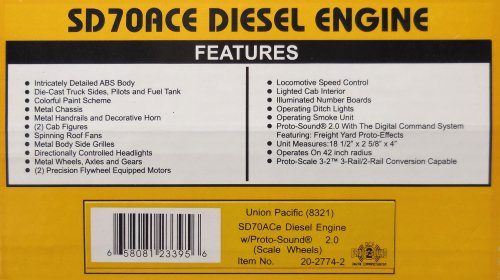 SD70ACE DIESEL ENGINE
FEATURES
• Intricately Detailed ABS Body
• Die-Cast Truck Sides, Pilots and Fuel Tank
• Colorful Paint Scheme
• Metal Chassis
• Metal Handrails and Decorative Horn
• (2) Cab Figures
• Spinning Roof Fans
• Metal Body Side Grilles
• Directionally Controlled Headlights
• Metal Wheels, Axles and Gears
• (2) Precision Flywheel Equipped Motors
• Locomotive Speed Control
• Lighted Cab Interior
• Illuminated Number Boards
• Operating Ditch Lights
• Operating Smoke Unit
• Proto-Sound® 2.0 With The Digital Command System
Featuring: Freight Yard Proto-Effects
• Unit Measures:18 1/2" x 2 5/8" x 4"
• Operates On 42 inch radius
• Proto-Scale 3-2™ 3-Rail/2-Rail Conversion Capable
6 58081 23395 6
Union Pacific (8321)
SD70ACe Diesel Engine
w/Proto-Sound® 2.0
(Scale Wheels)
Item No. 20-2774-2